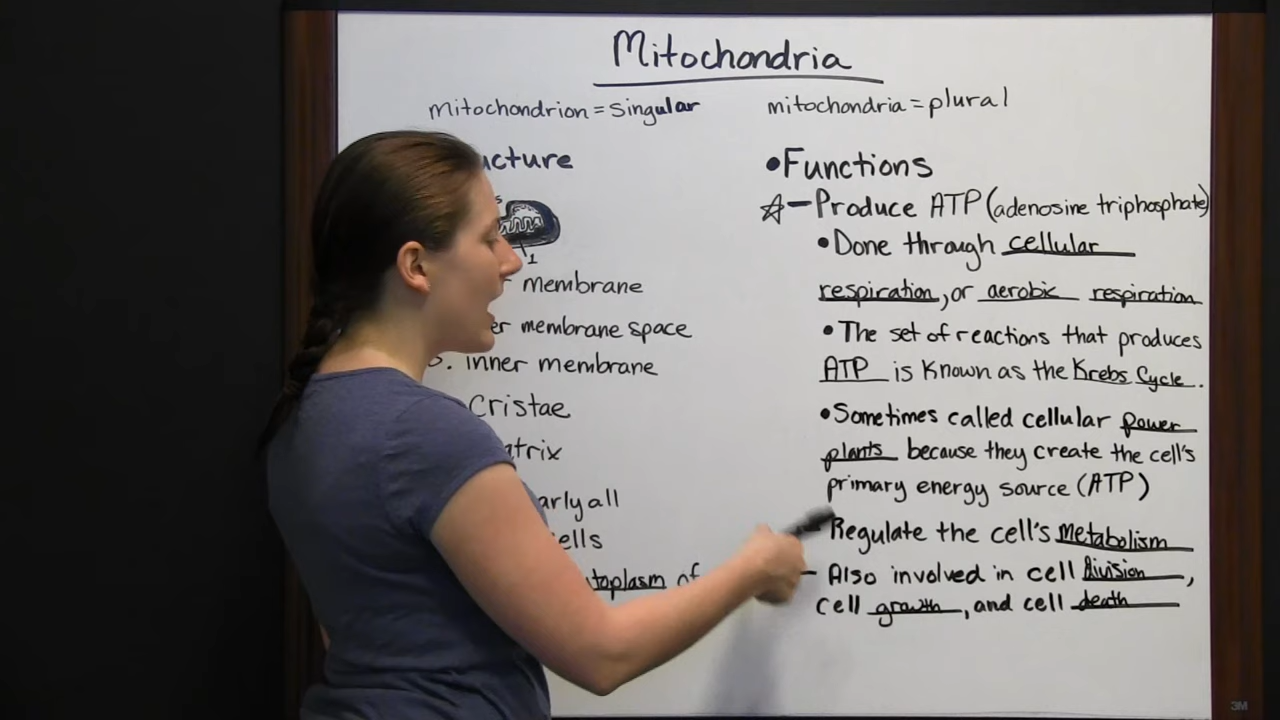 Mitochondria
mitochondrion = singular
mitochondria = plural
membrane
membrane space
inner membrane
Cristae
all
of
• Functions
☆ – Produce ATP (adenosine triphosphate)
• Done through cellular
respiration, or aerobic respiration
• The set of reactions that produces
ATP is known as the Krebs Cycle.
• Sometimes called cellular power
plants because they create the cell's
primary energy source (ATP)
Regulate the cell's metabolism
– Also involved in cell division,
cell growth, and cell death
3M